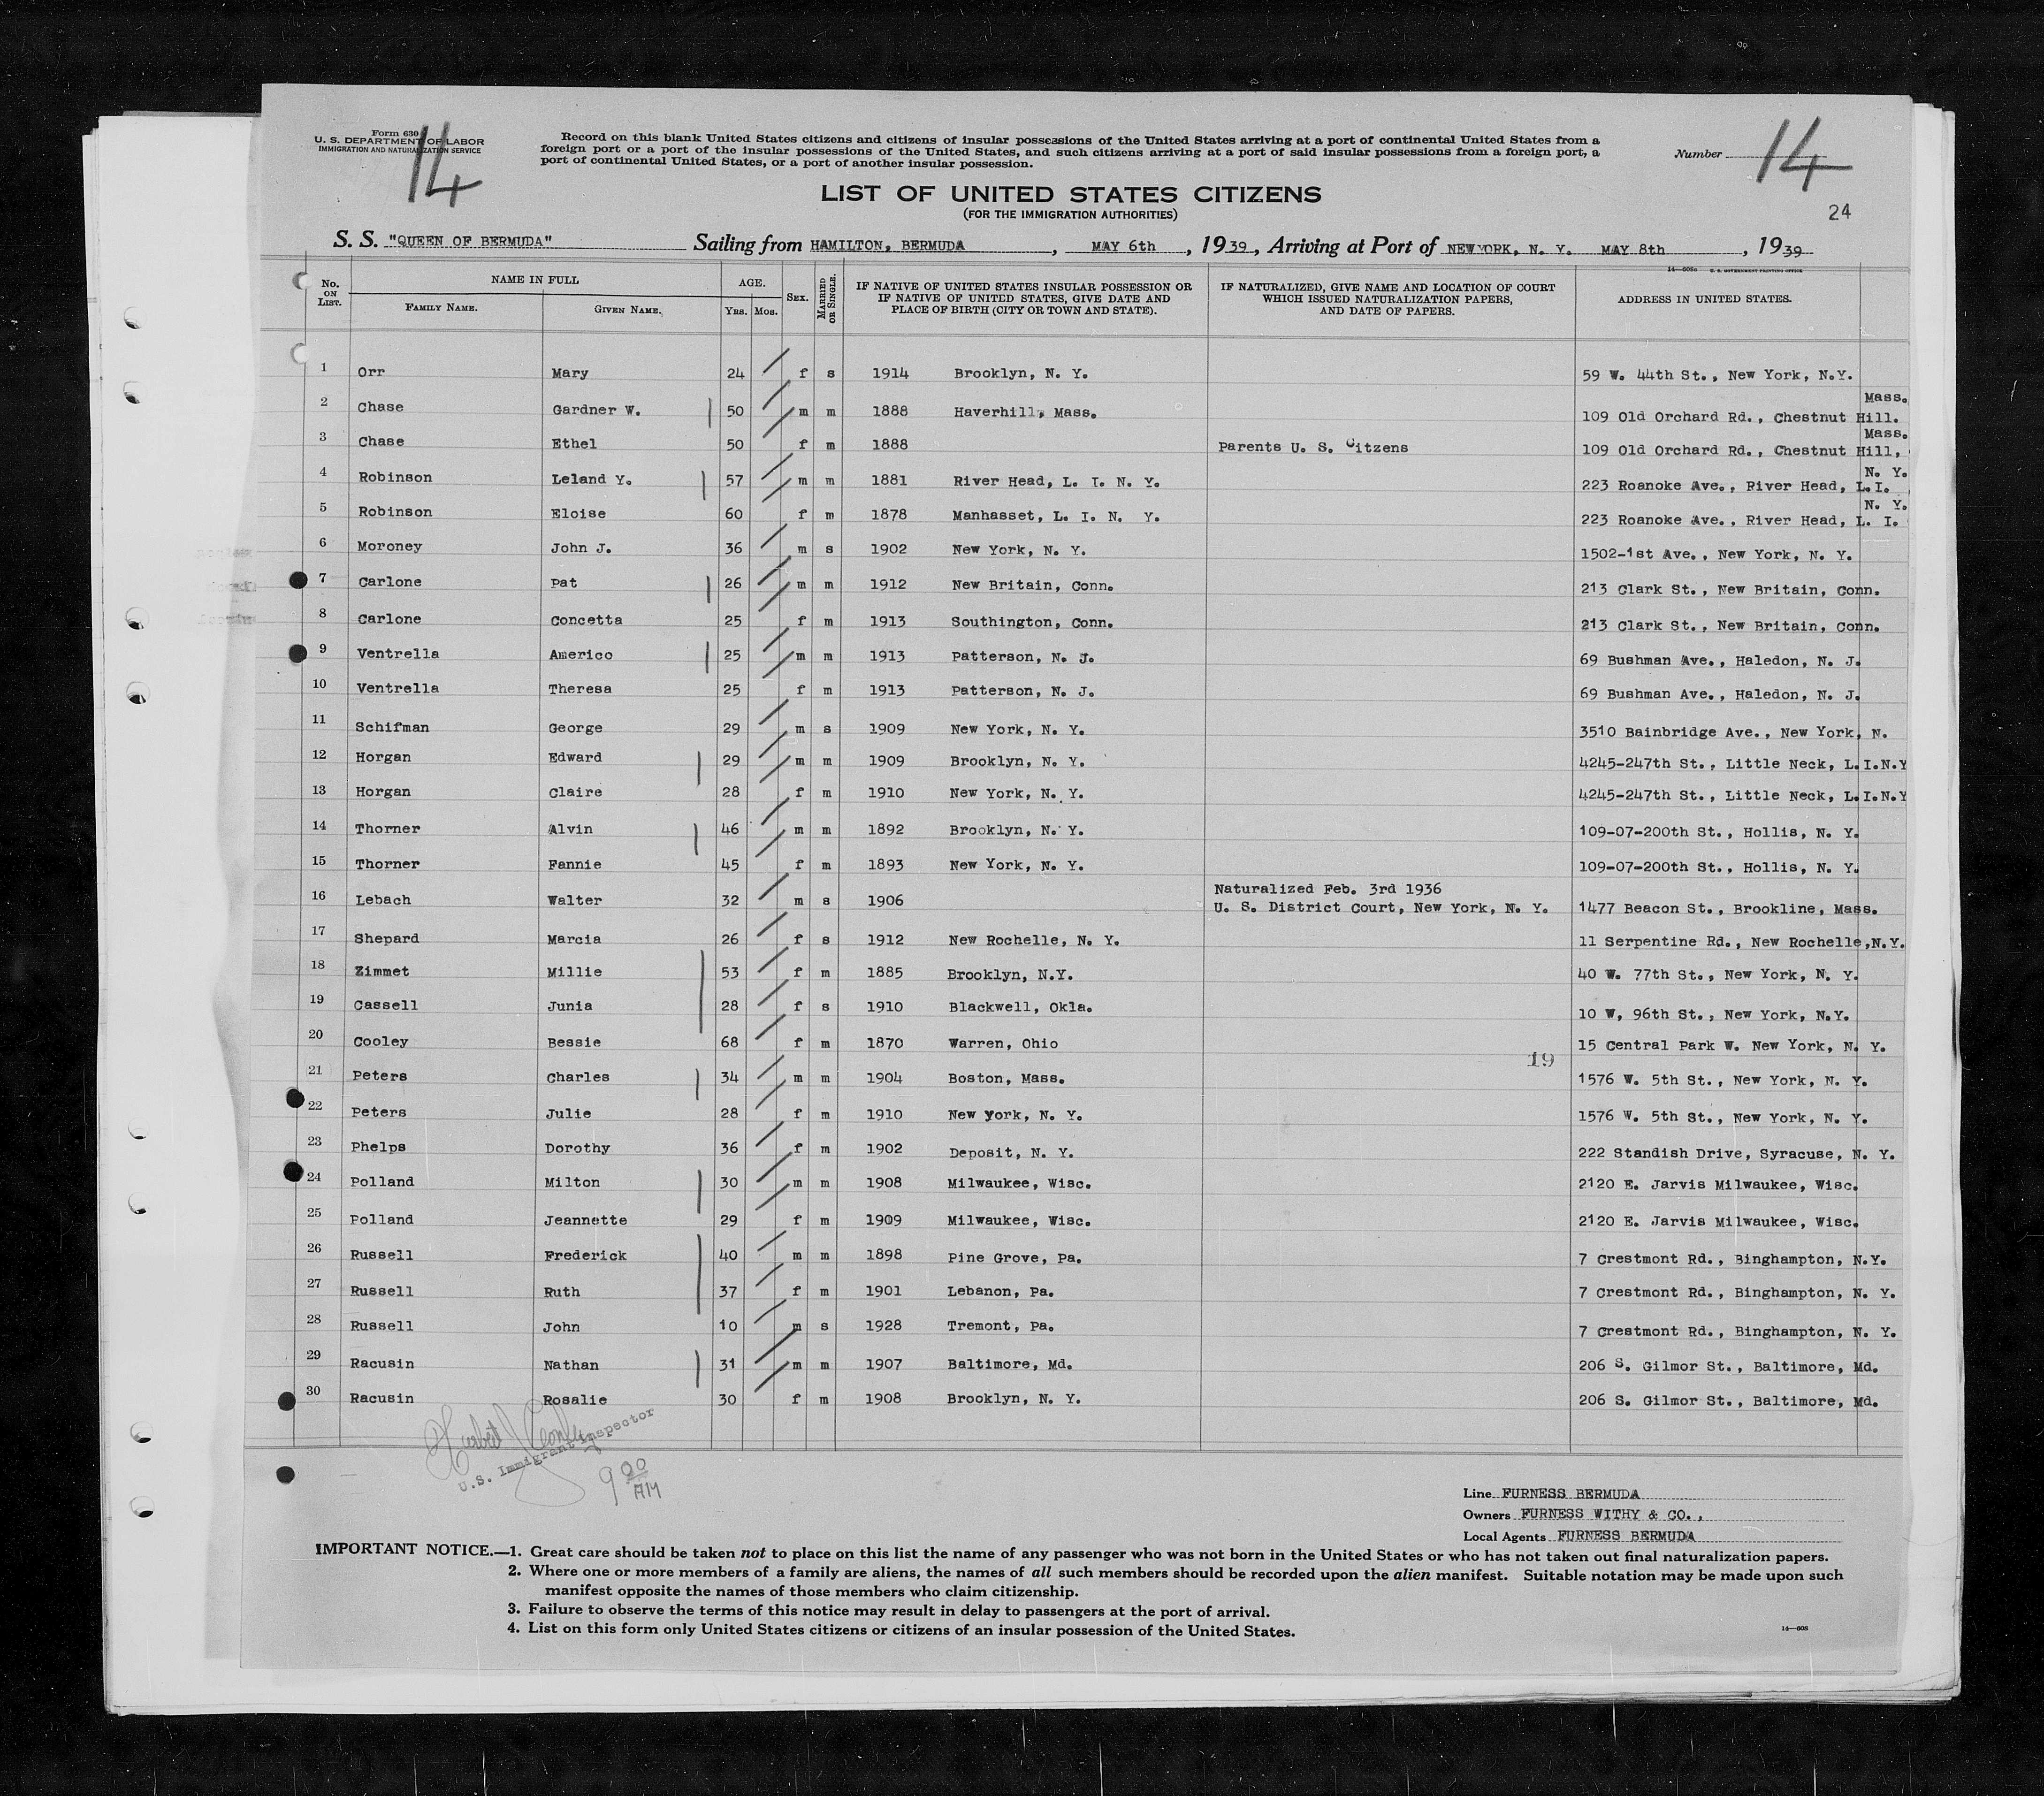 Form 630
U. S. DEPARTMENT OF LABOR
IMMIGRATION AND NATURALIZATION SERVICE
14
Record on this blank United States citizens and citizens of insular possessions of the United States arriving at a port of continental United States from a
foreign port or a port of the insular possessions of the United States, and such citizens arriving at a port of said insular possessions from a foreign port, a
port of continental United States, or a port of another insular possession.
Number 14
24
LIST OF UNITED STATES CITIZENS
(FOR THE IMMIGRATION AUTHORITIES)
S. S. "QUEEN OF BERMUDA" Sailing from HAMILTON, BERMUDA, MAY 6th, 1939, Arriving at Port of NEW YORK, N. Y. MAY 8th, 1939
14—608a U. S. GOVERNMENT PRINTING OFFICE
No. ON LIST. NAME IN FULL FAMILY NAME. GIVEN NAME. AGE. YRS. MOS. SEX. MARRIED OR SINGLE. IF NATIVE OF UNITED STATES INSULAR POSSESSION OR IF NATIVE OF UNITED STATES, GIVE DATE AND PLACE OF BIRTH (CITY OR TOWN AND STATE). IF NATURALIZED, GIVE NAME AND LOCATION OF COURT WHICH ISSUED NATURALIZATION PAPERS, AND DATE OF PAPERS. ADDRESS IN UNITED STATES.
1 Orr Mary 24 f s 1914 Brooklyn, N. Y. 59 W. 44th St., New York, N.Y.
2 Chase Gardner W. 50 m m 1888 Haverhill, Mass. 109 Old Orchard Rd., Chestnut Hill. Mass.
3 Chase Ethel 50 f m 1888 Parents U. S. Citzens 109 Old Orchard Rd., Chestnut Hill, Mass.
4 Robinson Leland Y. 57 m m 1881 River Head, L. I. N. Y. 223 Roanoke Ave., River Head, L.I. N. Y.
5 Robinson Eloise 60 f m 1878 Manhasset, L. I. N. Y. 223 Roanoke Ave., River Head, L. I. N. Y.
6 Moroney John J. 36 m s 1902 New York, N. Y. 1502-1st Ave., New York, N. Y.
7 Carlone Pat 26 m m 1912 New Britain, Conn. 213 Clark St., New Britain, Conn.
8 Carlone Concetta 25 f m 1913 Southington, Conn. 213 Clark St., New Britain, Conn.
9 Ventrella Americo 25 m m 1913 Patterson, N. J. 69 Bushman Ave., Haledon, N. J.
10 Ventrella Theresa 25 f m 1913 Patterson, N. J. 69 Bushman Ave., Haledon, N. J.
11 Schifman George 29 m s 1909 New York, N. Y. 3510 Bainbridge Ave., New York, N.
12 Horgan Edward 29 m m 1909 Brooklyn, N. Y. 4245-247th St., Little Neck, L.I.N.Y
13 Horgan Claire 28 f m 1910 New York, N. Y. 4245-247th St., Little Neck, L.I.N.Y
14 Thorner Alvin 46 m m 1892 Brooklyn, N. Y. 109-07-200th St., Hollis, N. Y.
15 Thorner Fannie 45 f m 1893 New York, N. Y. 109-07-200th St., Hollis, N. Y.
16 Lebach Walter 32 m s 1906 Naturalized Feb. 3rd 1936 U. S. District Court, New York, N. Y. 1477 Beacon St., Brookline, Mass.
17 Shepard Marcia 26 f s 1912 New Rochelle, N. Y. 11 Serpentine Rd., New Rochelle,N.Y.
18 Zimmet Millie 53 f m 1885 Brooklyn, N.Y. 40 W. 77th St., New York, N. Y.
19 Cassell Junia 28 f s 1910 Blackwell, Okla. 10 W, 96th St., New York, N.Y.
20 Cooley Bessie 68 f m 1870 Warren, Ohio 15 Central Park W. New York, N. Y.
19
21 Peters Charles 34 m m 1904 Boston, Mass. 1576 W. 5th St., New York, N. Y.
22 Peters Julie 28 f m 1910 New York, N. Y. 1576 W. 5th St., New York, N. Y.
23 Phelps Dorothy 36 f m 1902 Deposit, N. Y. 222 Standish Drive, Syracuse, N. Y.
24 Polland Milton 30 m m 1908 Milwaukee, Wisc. 2120 E. Jarvis Milwaukee, Wisc.
25 Polland Jeannette 29 f m 1909 Milwaukee, Wisc. 2120 E. Jarvis Milwaukee, Wisc.
26 Russell Frederick 40 m m 1898 Pine Grove, Pa. 7 Crestmont Rd., Binghampton, N.Y.
27 Russell Ruth 37 f m 1901 Lebanon, Pa. 7 Crestmont Rd., Binghampton, N. Y.
28 Russell John 10 m s 1928 Tremont, Pa. 7 Crestmont Rd., Binghampton, N. Y.
29 Racusin Nathan 31 m m 1907 Baltimore, Md. 206 S. Gilmor St., Baltimore, Md.
30 Racusin Rosalie 30 f m 1908 Brooklyn, N. Y. 206 S. Gilmor St., Baltimore, Md.
U.S. Immigrant Inspector
9 00 AM
Line FURNESS BERMUDA
Owners FURNESS WITHY & CO.,
Local Agents FURNESS BERMUDA
IMPORTANT NOTICE.—1. Great care should be taken not to place on this list the name of any passenger who was not born in the United States or who has not taken out final naturalization papers.
2. Where one or more members of a family are aliens, the names of all such members should be recorded upon the alien manifest. Suitable notation may be made upon such
manifest opposite the names of those members who claim citizenship.
3. Failure to observe the terms of this notice may result in delay to passengers at the port of arrival.
4. List on this form only United States citizens or citizens of an insular possession of the United States.
14—608